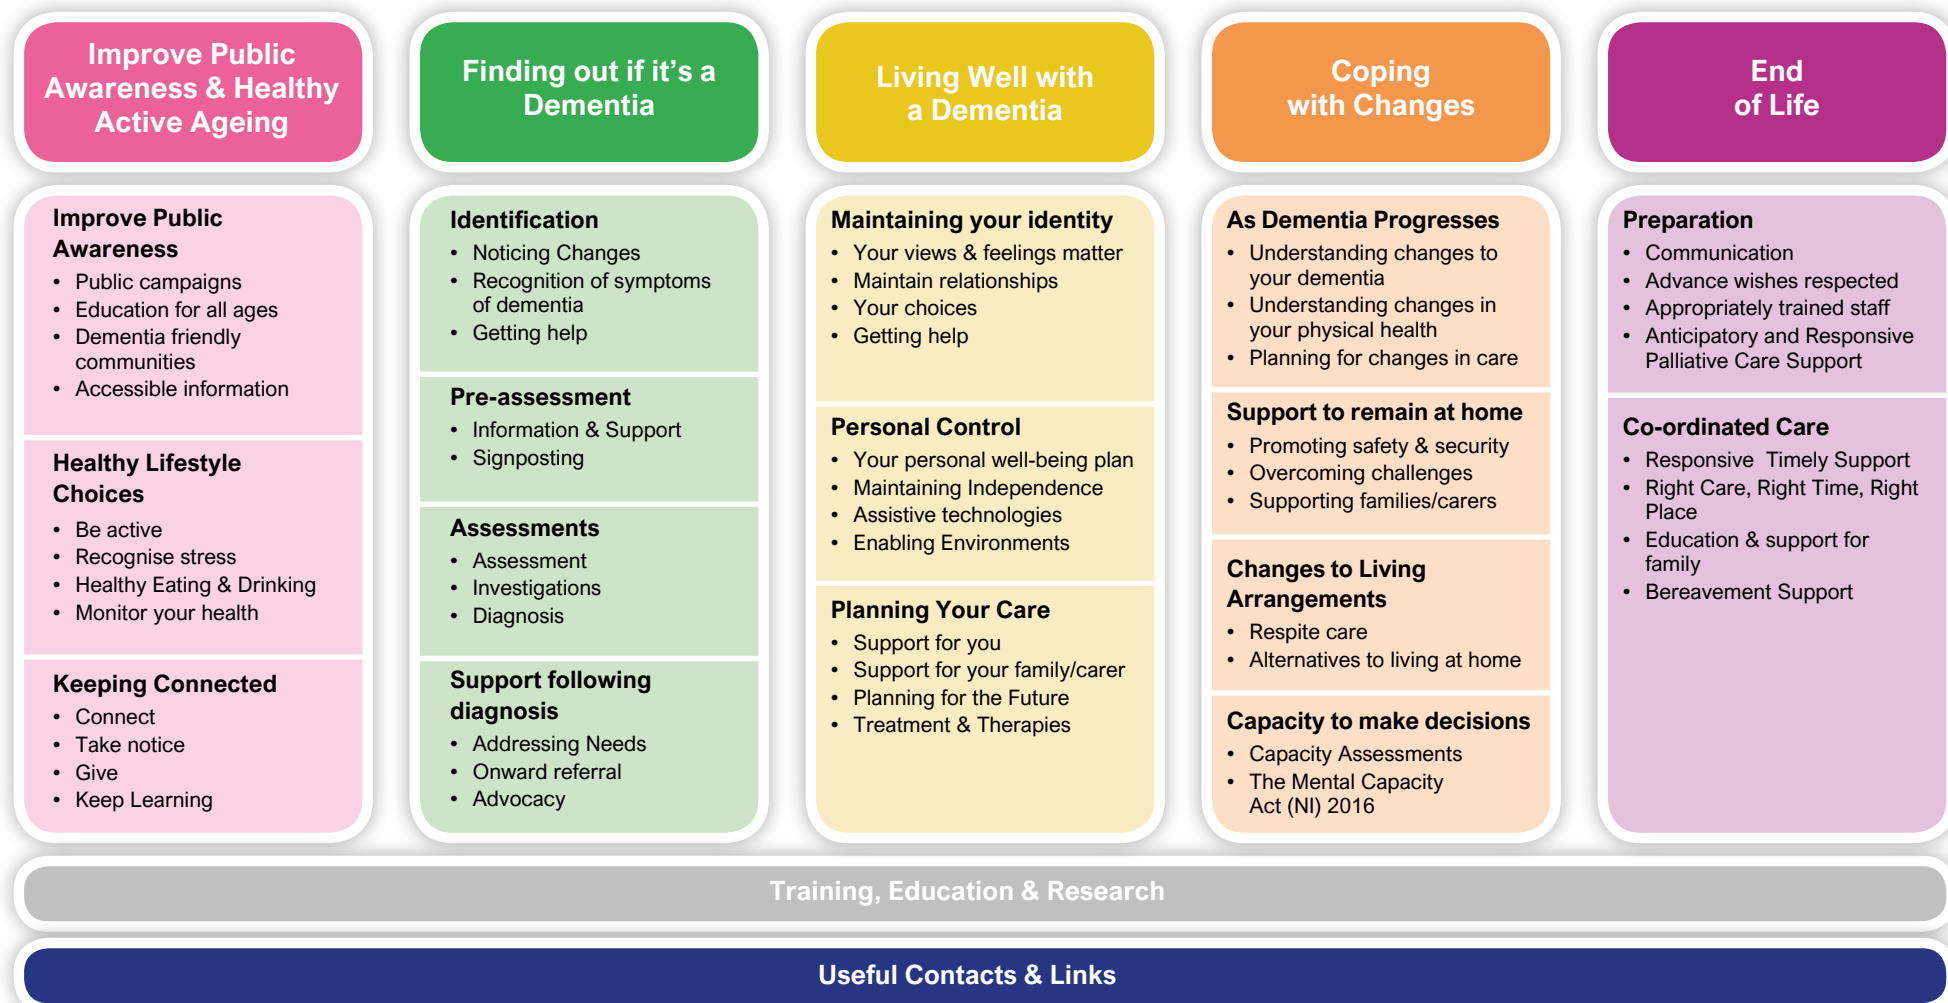 Improve Public
Awareness & Healthy
Active Ageing
Improve Public
Awareness
• Public campaigns
• Education for all ages
• Dementia friendly
communities
• Accessible information
Healthy Lifestyle
Choices
• Be active
• Recognise stress
• Healthy Eating & Drinking
• Monitor your health
Keeping Connected
• Connect
• Take notice
• Give
• Keep Learning
Finding out if it’s a
Dementia
Identification
• Noticing Changes
• Recognition of symptoms
of dementia
• Getting help
Pre-assessment
• Information & Support
• Signposting
Assessments
• Assessment
• Investigations
• Diagnosis
Support following
diagnosis
• Addressing Needs
• Onward referral
• Advocacy
Living Well with
a Dementia
Maintaining your identity
• Your views & feelings matter
• Maintain relationships
• Your choices
• Getting help
Personal Control
• Your personal well-being plan
• Maintaining Independence
• Assistive technologies
• Enabling Environments
Planning Your Care
• Support for you
• Support for your family/carer
• Planning for the Future
• Treatment & Therapies
Coping
with Changes
As Dementia Progresses
• Understanding changes to
your dementia
• Understanding changes in
your physical health
• Planning for changes in care
Support to remain at home
• Promoting safety & security
• Overcoming challenges
• Supporting families/carers
Changes to Living
Arrangements
• Respite care
• Alternatives to living at home
Capacity to make decisions
• Capacity Assessments
• The Mental Capacity
Act (NI) 2016
End
of Life
Preparation
• Communication
• Advance wishes respected
• Appropriately trained staff
• Anticipatory and Responsive
Palliative Care Support
Co-ordinated Care
• Responsive  Timely Support
• Right Care, Right Time, Right
Place
• Education & support for
family
• Bereavement Support
Training, Education & Research
Useful Contacts & Links